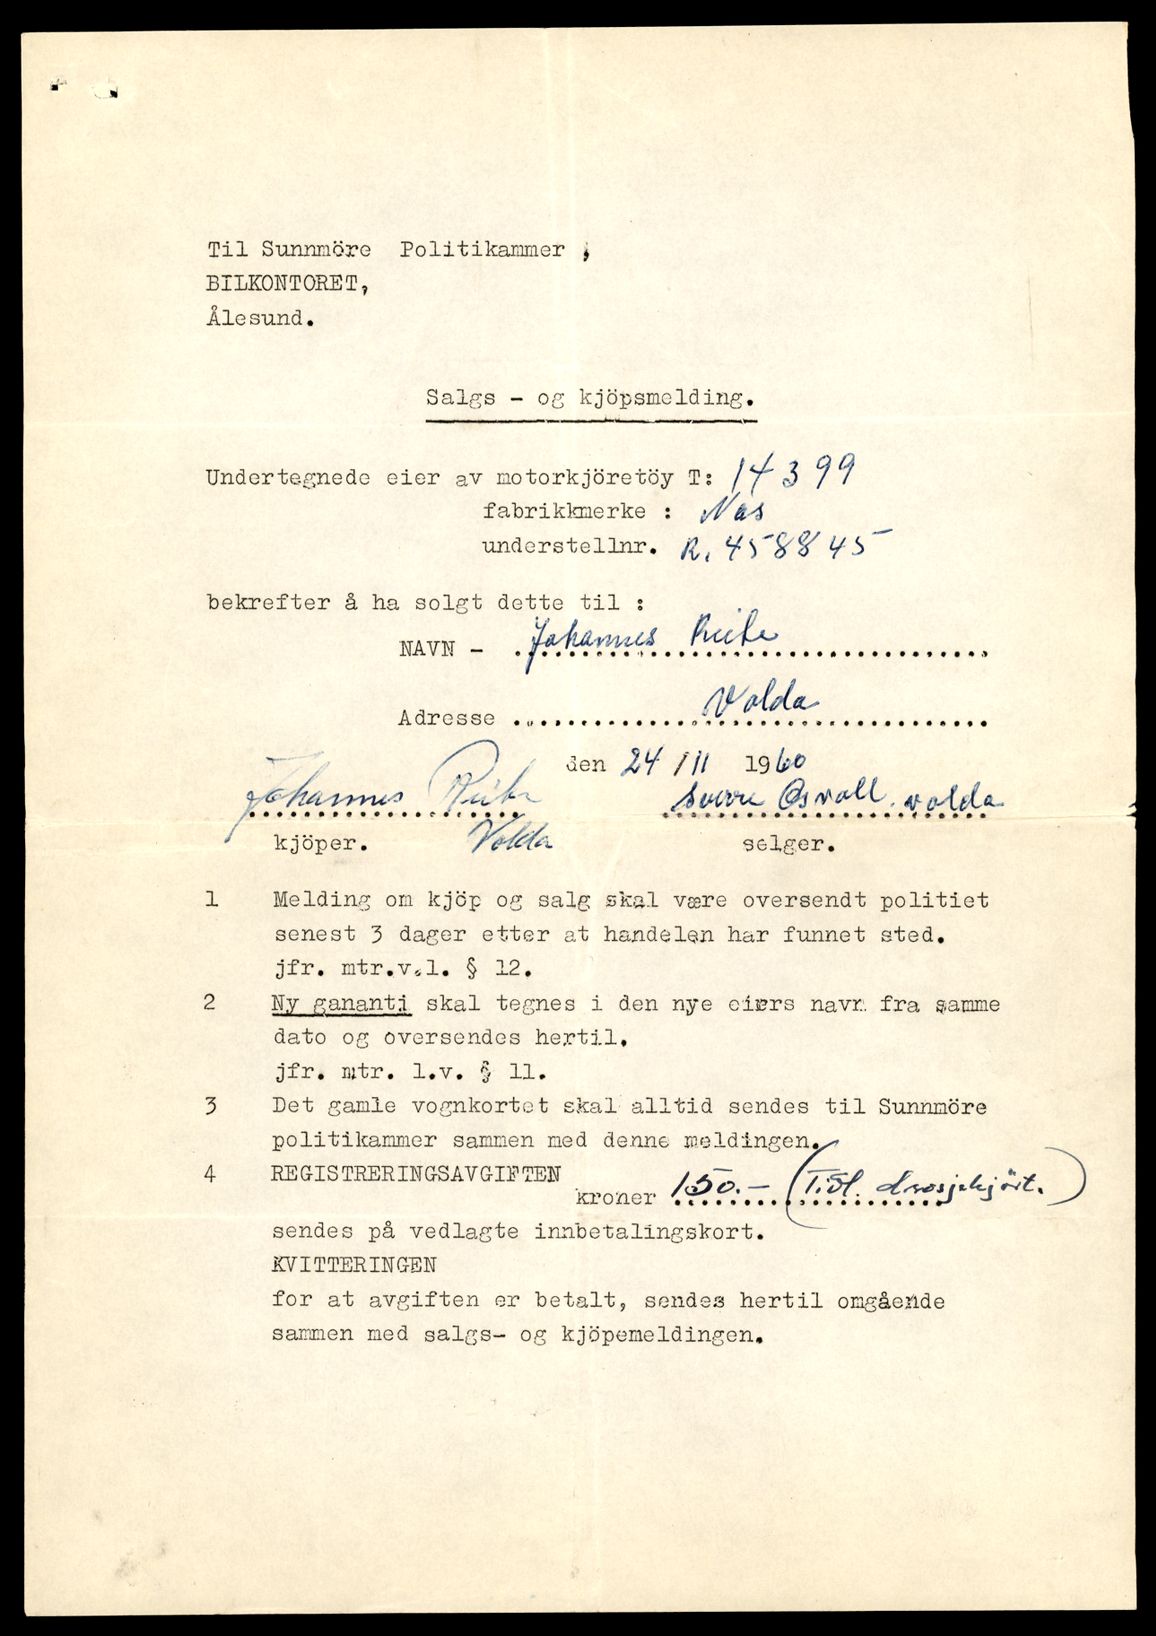 Til Sunnmöre Politikammer ,
BILKONTORET,
Ålesund.
Salgs - og kjöpsmelding.
Undertegnede eier av motorkjöretöy T: 14399
fabrikkmerke : Nas
understellnr. R. 458845
bekrefter å ha solgt dette til :
NAVN - Johannes Reite
Adresse Volda
den 24/11 1960
Johannes Reite Sverre Osvoll. volda
kjöper. Volda selger.
1 Melding om kjöp og salg skal være oversendt politiet
senest 3 dager etter at handelen har funnet sted.
jfr. mtr.v.l. § 12.
2 Ny gananti skal tegnes i den nye eiers navn fra samme
dato og oversendes hertil.
jfr. mtr. l.v. § 11.
3 Det gamle vognkortet skal alltid sendes til Sunnmöre
politikammer sammen med denne meldingen.
4 REGISTRERINGSAVGIFTEN
kroner 150.- (Tidl. drosjekjört.)
sendes på vedlagte innbetalingskort.
KVITTERINGEN
for at avgiften er betalt, sendes hertil omgående
sammen med salgs- og kjöpemeldingen.